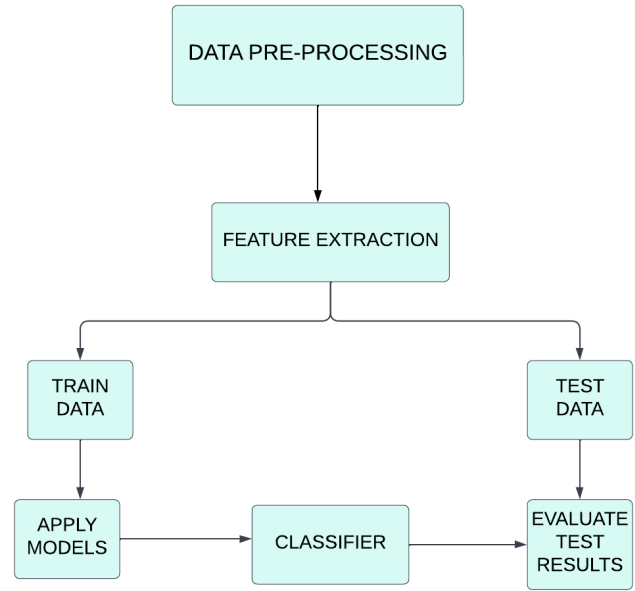 DATA PRE-PROCESSING
FEATURE EXTRACTION
TRAIN
DATA
TEST
DATA
APPLY
MODELS
CLASSIFIER
EVALUATE
TEST
RESULTS